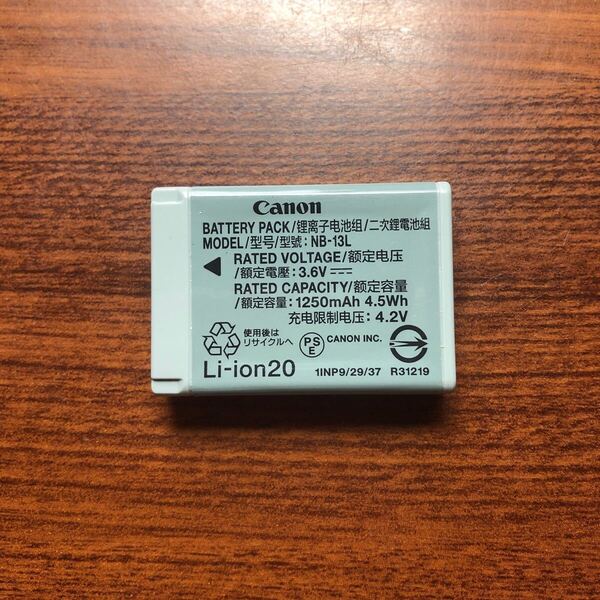 Canon
BATTERY PACK/锂离子电池组/二次鋰電池組
MODEL/型号/型號: NB-13L
RATED VOLTAGE/额定电压
/額定電壓: 3.6V
RATED CAPACITY/额定容量
/額定容量: 1250mAh 4.5Wh
充电限制电压: 4.2V
使用後は
リサイクルへ
PS
E
CANON INC.
Li-ion20
1INP9/29/37 R31219